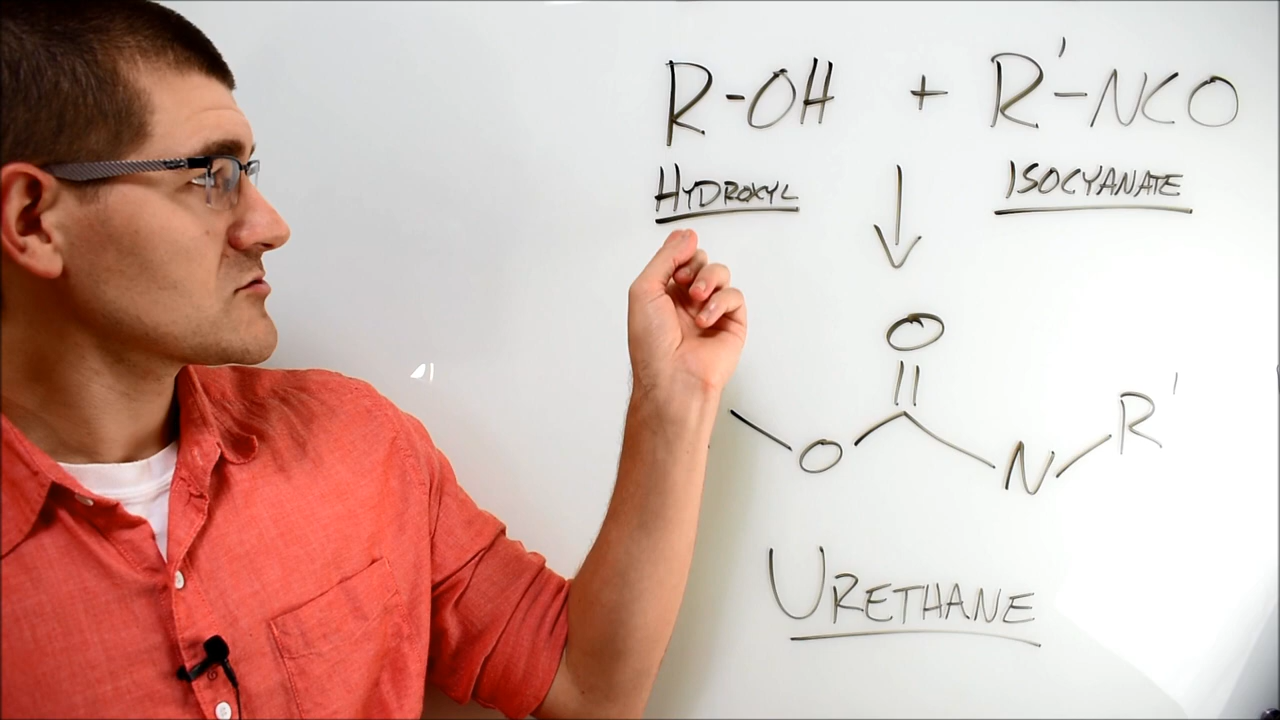 R-OH + R'-NCO
HYDROXYL ISOCYANATE
O
O N R'
URETHANE